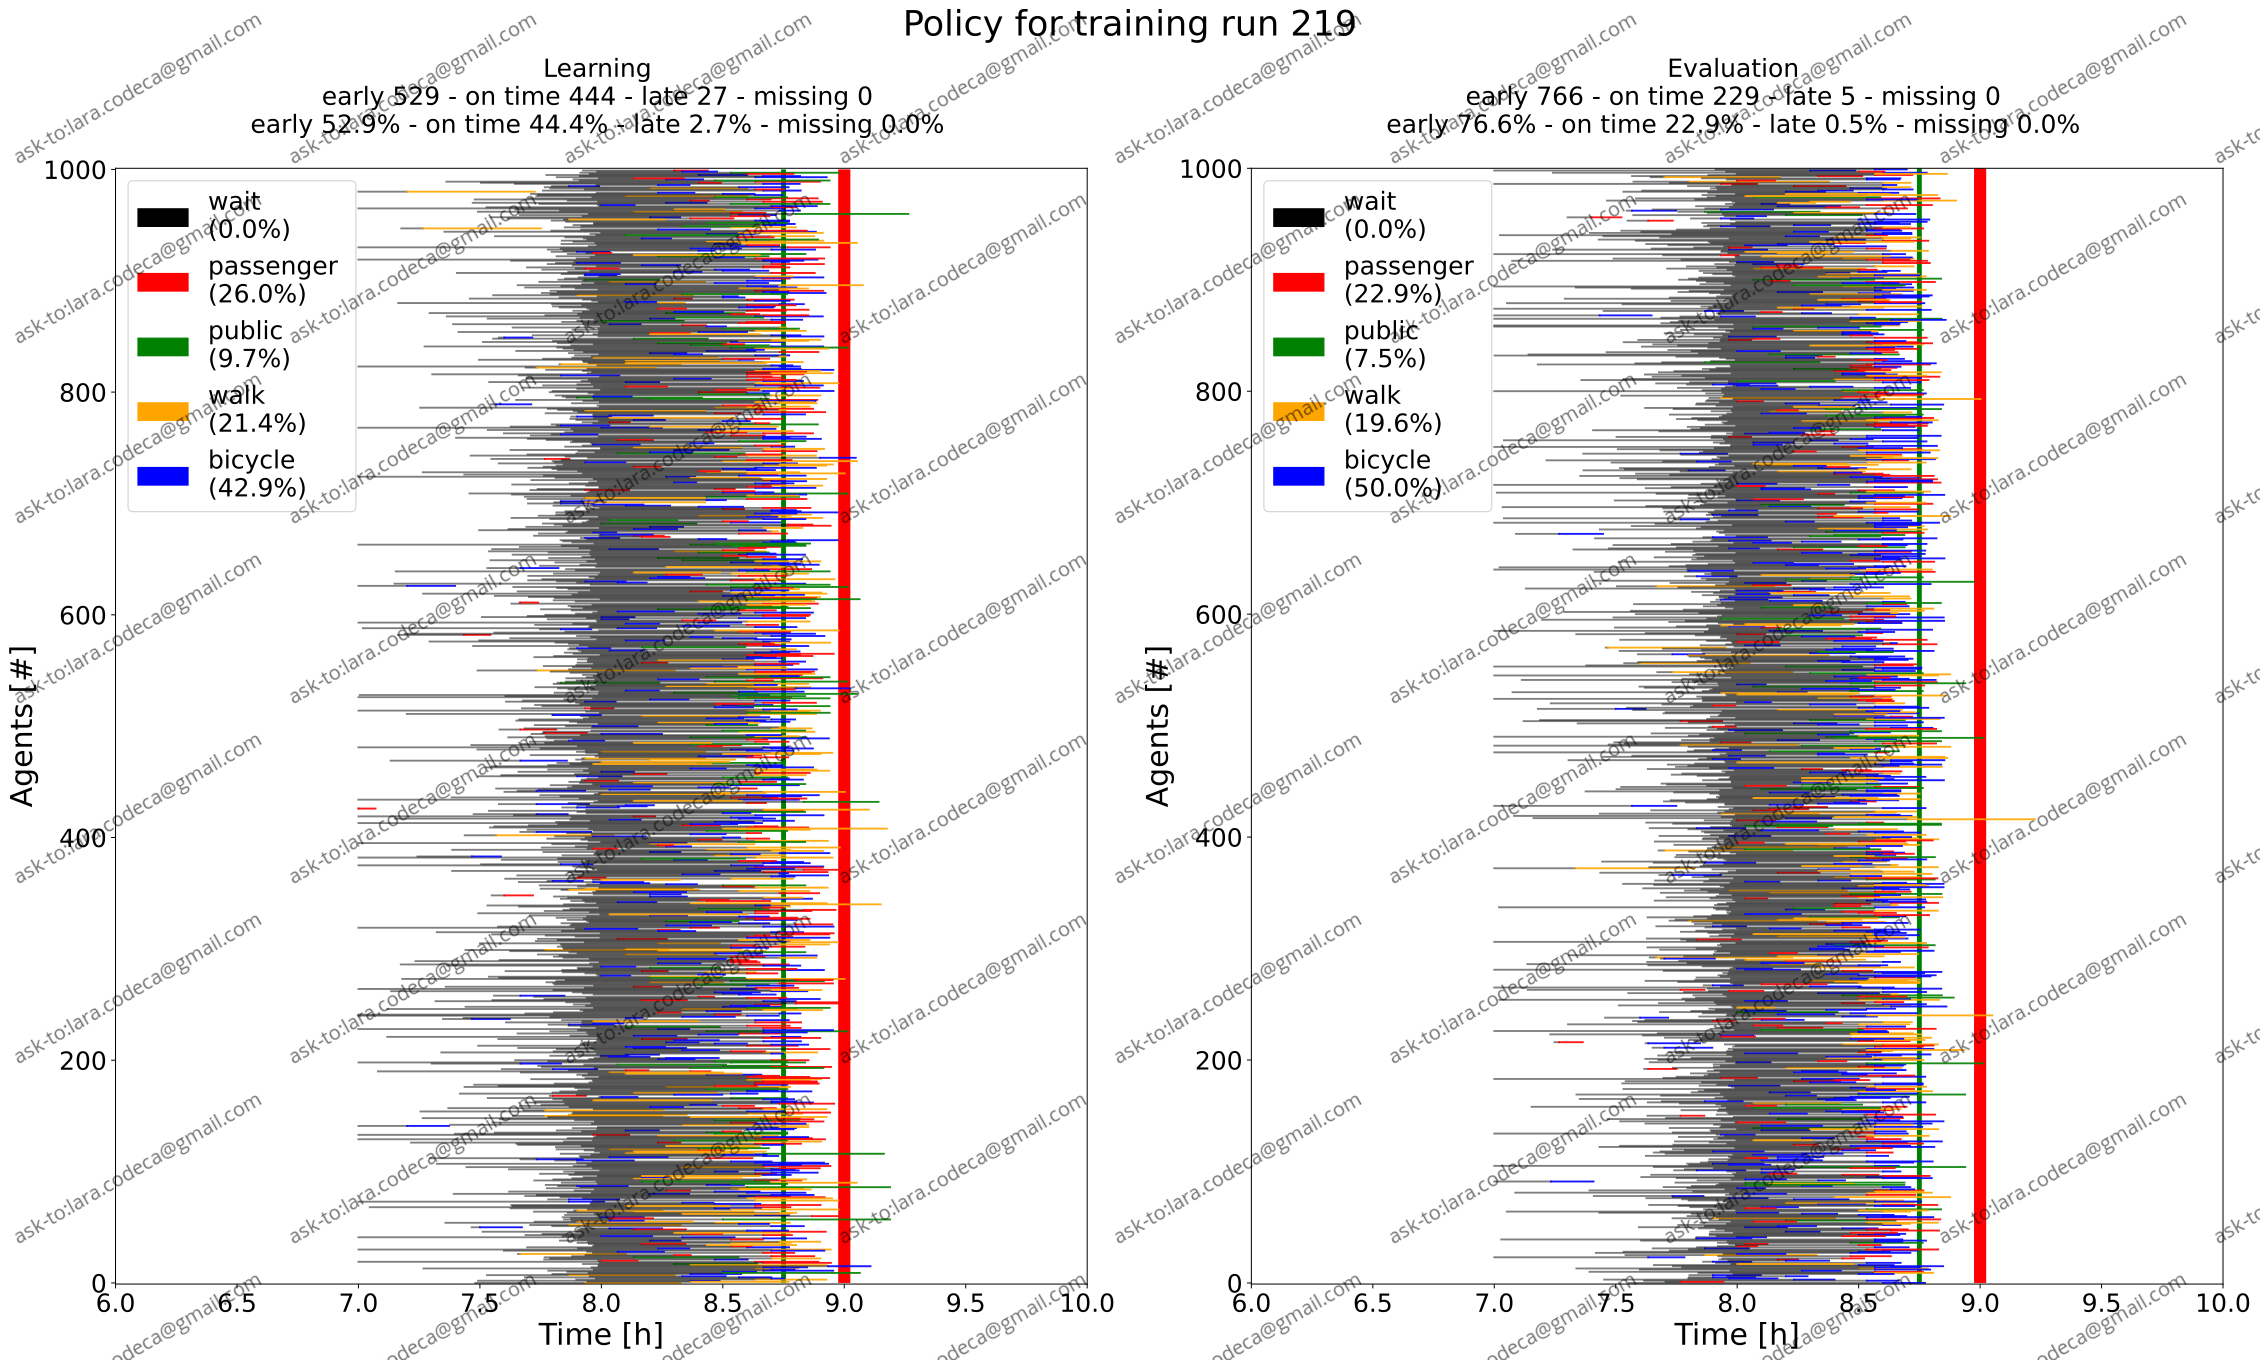 Policy for training run 219
Learning
early 529 - on time 444 - late 27 - missing 0
early 52.9% - on time 44.4% - late 2.7% - missing 0.0%
1000
800
600
400
200
0
Agents [#]
wait
(0.0%)
passenger
(26.0%)
public
(9.7%)
walk
(21.4%)
bicycle
(42.9%)
6.0 6.5 7.0 7.5 8.0 8.5 9.0 9.5 10.0
Time [h]
Evaluation
early 766 - on time 229 - late 5 - missing 0
early 76.6% - on time 22.9% - late 0.5% - missing 0.0%
1000
800
600
400
200
0
Agents [#]
wait
(0.0%)
passenger
(22.9%)
public
(7.5%)
walk
(19.6%)
bicycle
(50.0%)
6.0 6.5 7.0 7.5 8.0 8.5 9.0 9.5 10.0
Time [h]
ask-to:lara.codeca@gmail.com